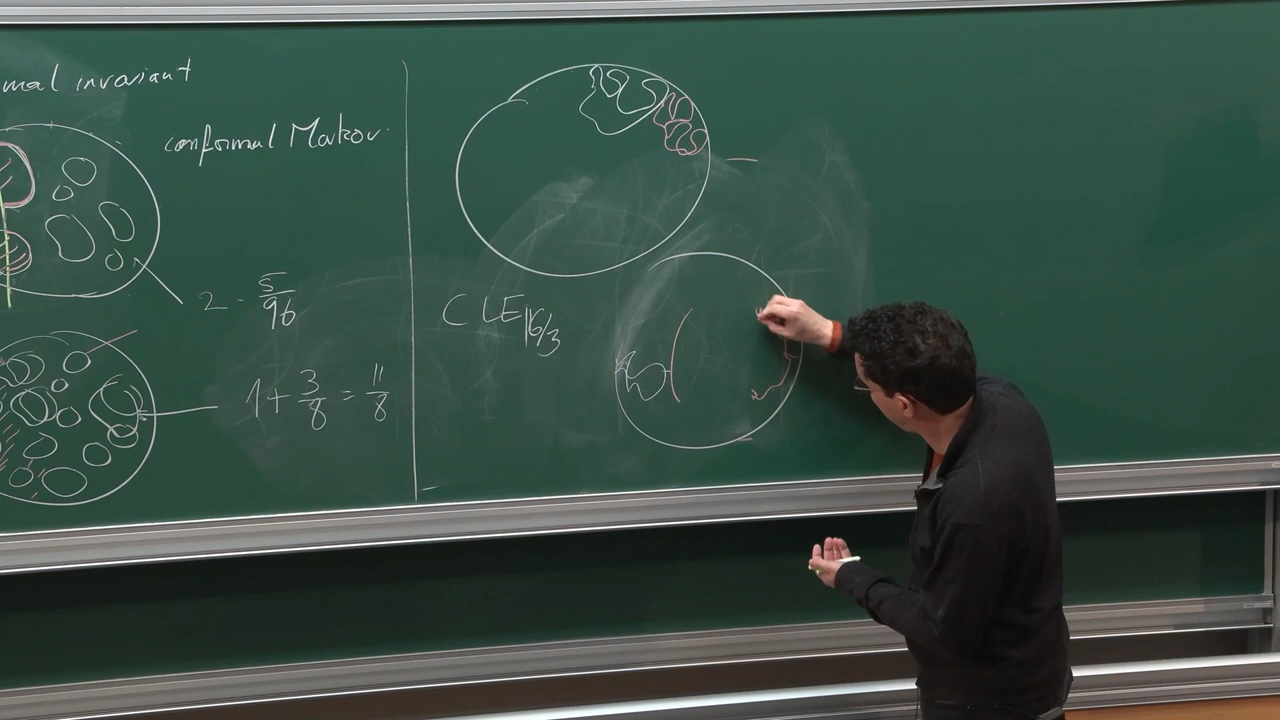 mal invariant
conformal Markov
2 - 5/96
1 + 3/8 = 11/8
CLE 16/3